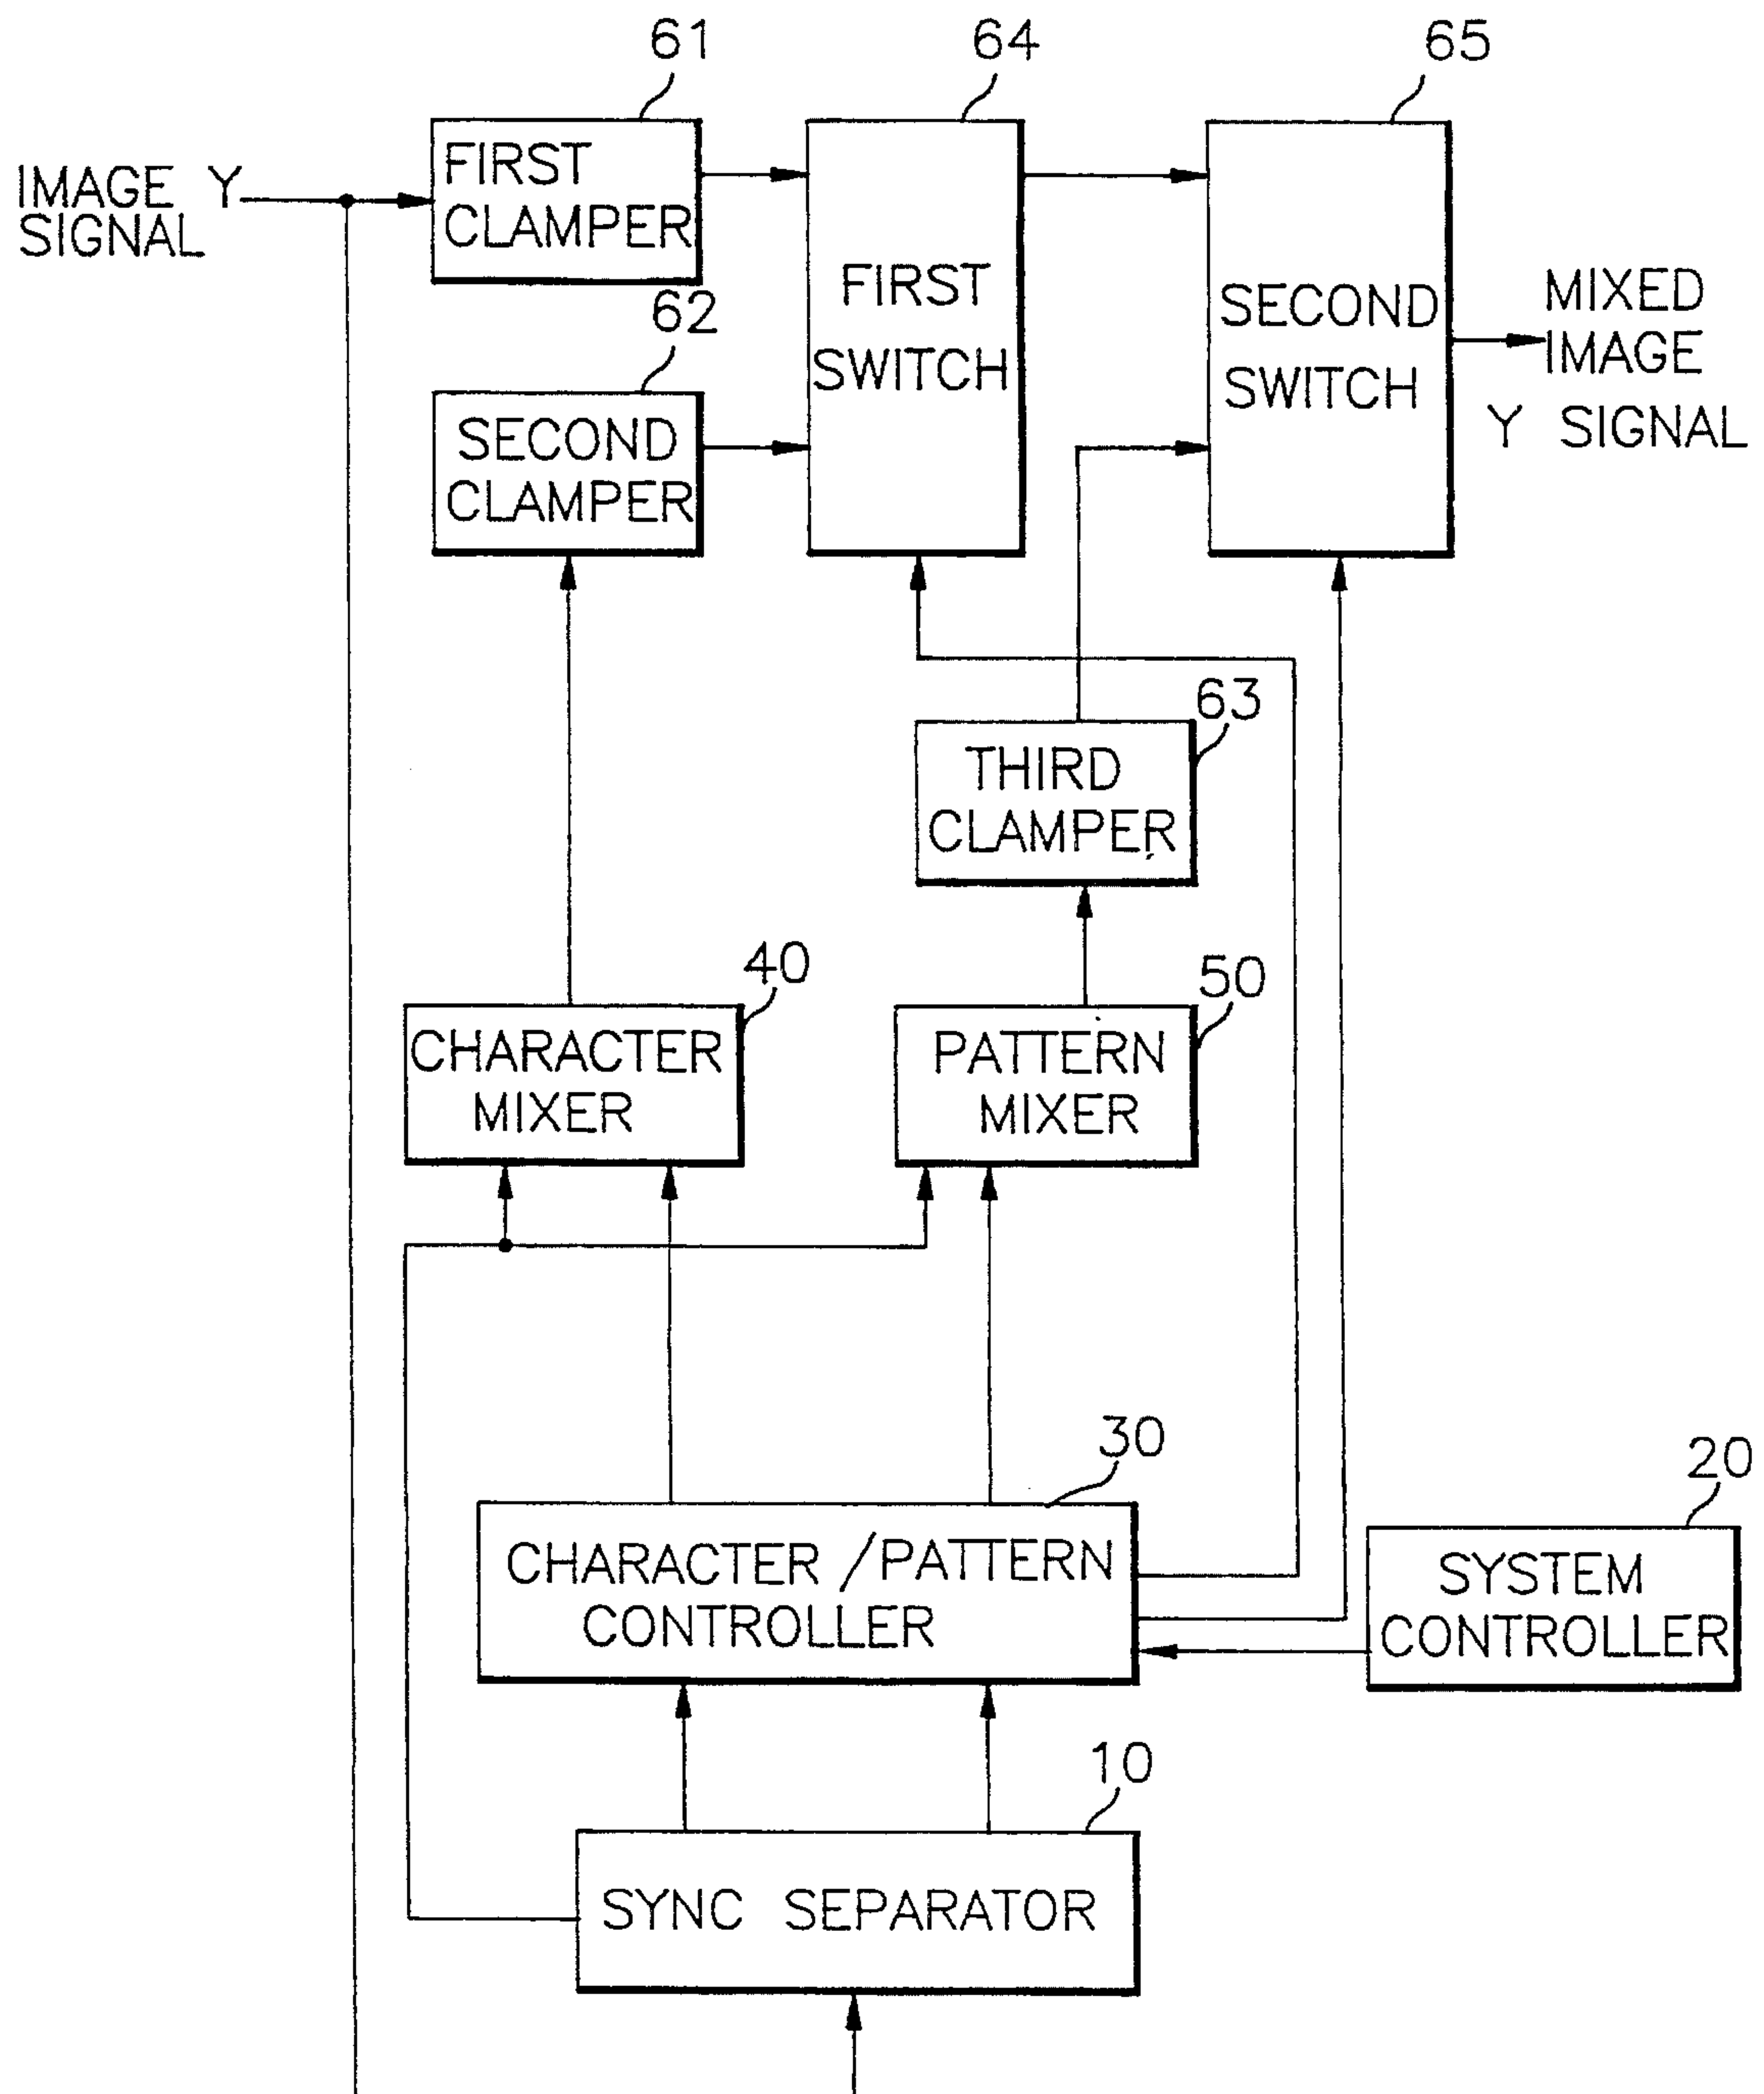 61
64
65
IMAGE Y
SIGNAL
FIRST
CLAMPER
FIRST
SWITCH
SECOND
SWITCH
MIXED
IMAGE
Y SIGNAL
62
SECOND
CLAMPER
63
THIRD
CLAMPER
40
CHARACTER
MIXER
50
PATTERN
MIXER
30
CHARACTER /PATTERN
CONTROLLER
20
SYSTEM
CONTROLLER
10
SYNC SEPARATOR